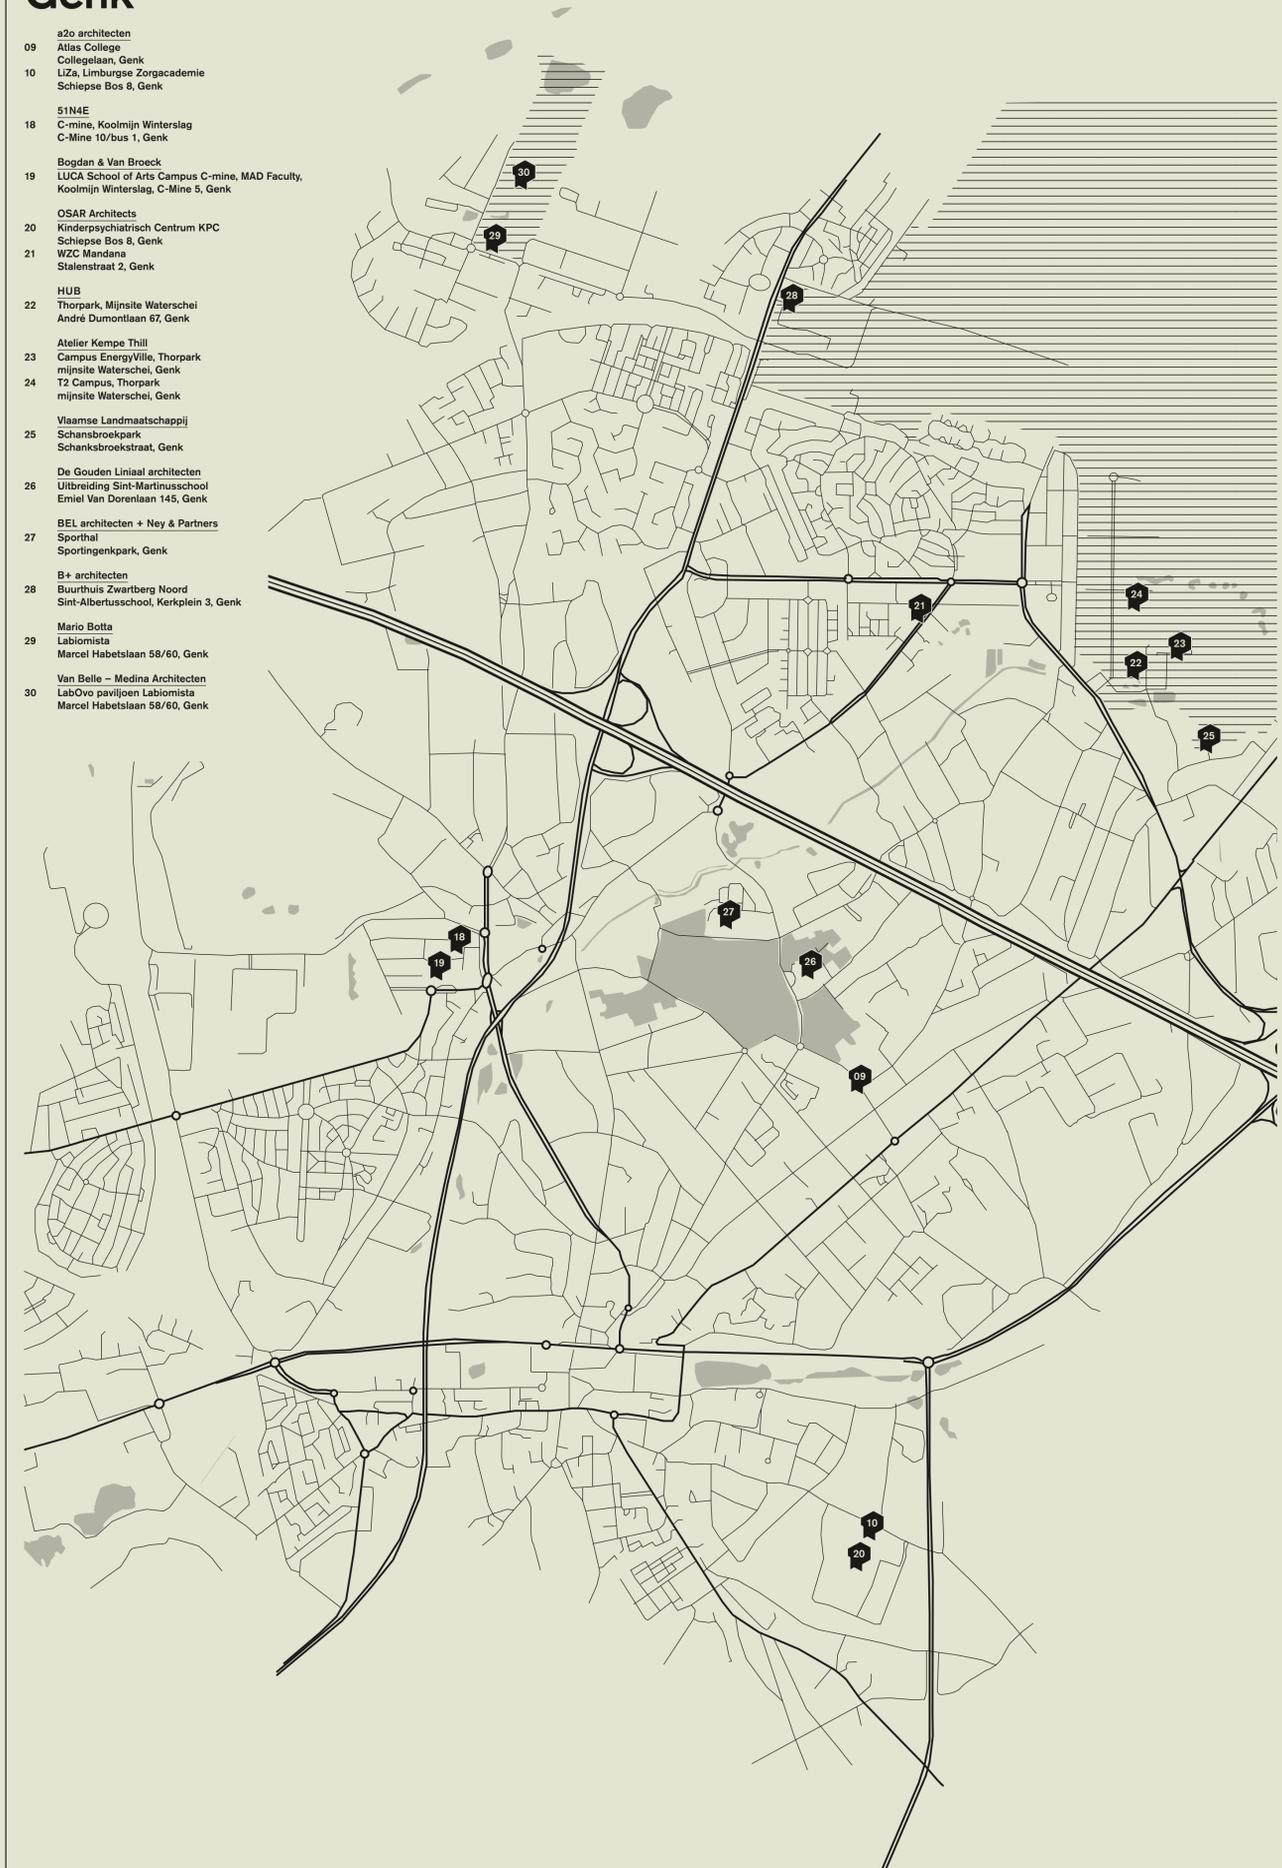 Genk
a2o architecten
09 Atlas College
Collegelaan, Genk
10 LiZa, Limburgse Zorgacademie
Schiepse Bos 8, Genk
51N4E
18 C-mine, Koolmijn Winterslag
C-Mine 10/bus 1, Genk
Bogdan & Van Broeck
19 LUCA School of Arts Campus C-mine, MAD Faculty,
Koolmijn Winterslag, C-Mine 5, Genk
OSAR Architects
20 Kinderpsychiatrisch Centrum KPC
Schiepse Bos 8, Genk
21 WZC Mandana
Stalenstraat 2, Genk
HUB
22 Thorpark, Mijnsite Waterschei
André Dumontlaan 67, Genk
Atelier Kempe Thill
23 Campus EnergyVille, Thorpark
mijnsite Waterschei, Genk
24 T2 Campus, Thorpark
mijnsite Waterschei, Genk
Vlaamse Landmaatschappij
25 Schansbroekpark
Schanksbroekstraat, Genk
De Gouden Liniaal architecten
26 Uitbreiding Sint-Martinusschool
Emiel Van Dorenlaan 145, Genk
BEL architecten + Ney & Partners
27 Sporthal
Sportingenkpark, Genk
B+ architecten
28 Buurthuis Zwartberg Noord
Sint-Albertusschool, Kerkplein 3, Genk
Mario Botta
29 Labiomista
Marcel Habetslaan 58/60, Genk
Van Belle – Medina Architecten
30 LabOvo paviljoen Labiomista
Marcel Habetslaan 58/60, Genk
30
29
28
24
21
23
22
25
27
18
26
19
09
10
20